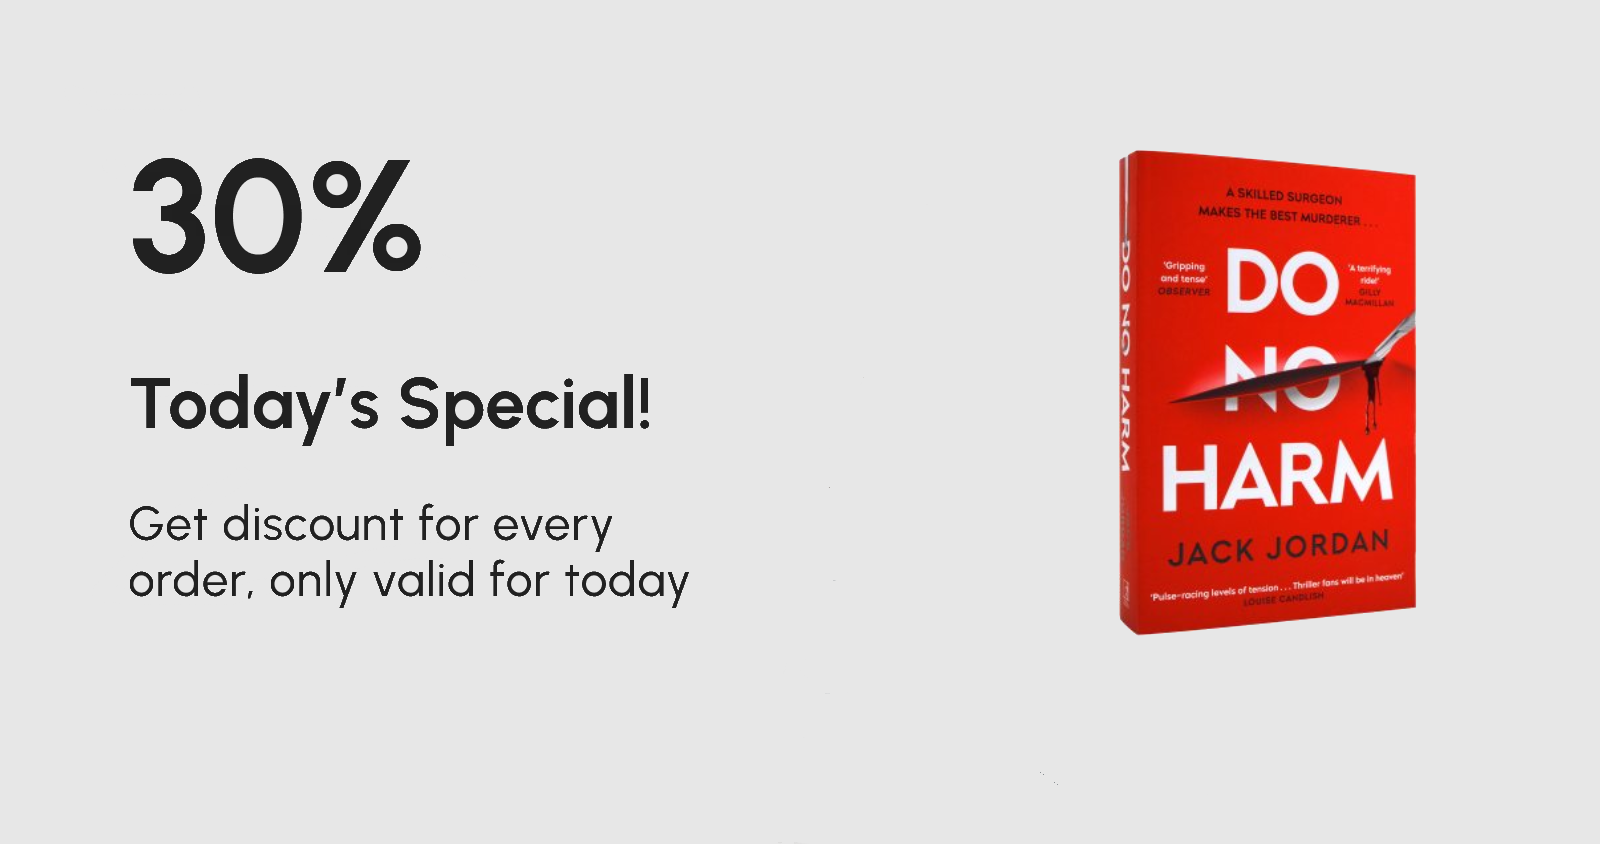 30%
Today's Special!
Get discount for every
order, only valid for today
A SKILLED SURGEON
MAKES THE BEST MURDERER . . .
'Gripping
and tense'
OBSERVER
DO
'A terrifying
ride!'
GILLY
MACMILLAN
NO
HARM
JACK JORDAN
'Pulse-racing levels of tension . . . Thriller fans will be in heaven'
LOUISE CANDLISH
DO NO HARM